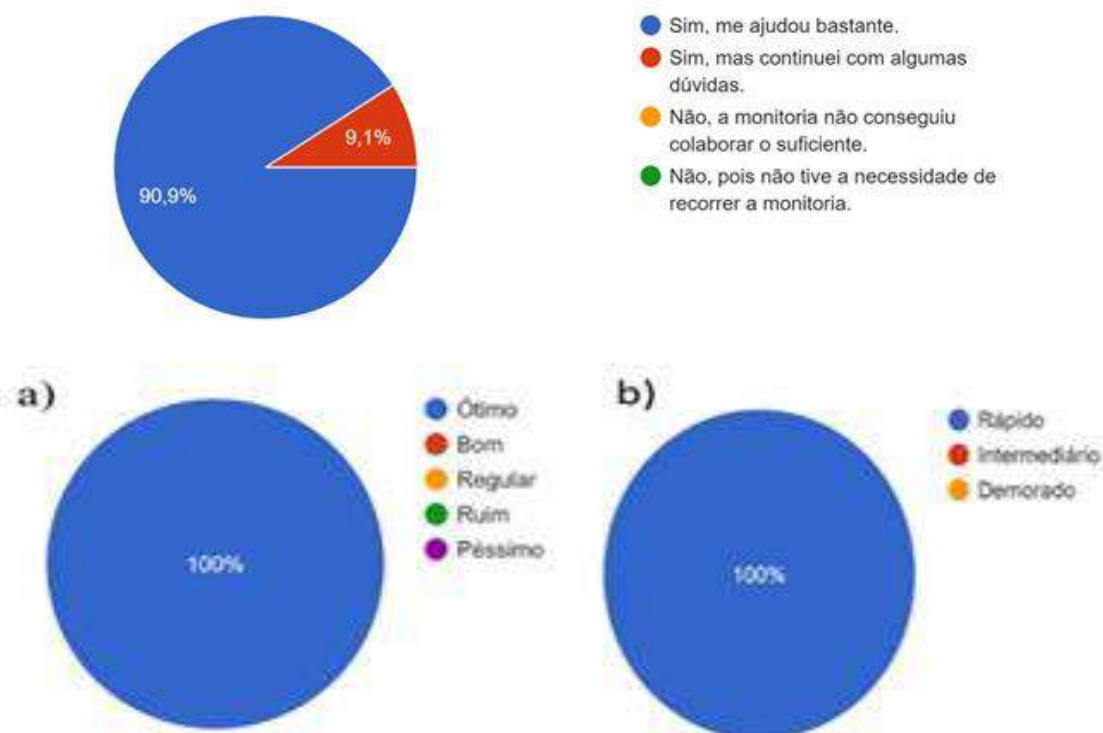 Sim, me ajudou bastante.
Sim, mas continuei com algumas
dúvidas.
Não, a monitoria não conseguiu
colaborar o suficiente.
Não, pois não tive a necessidade de
recorrer a monitoria.
9,1%
90,9%
a)
Ótimo
Bom
Regular
Ruim
Péssimo
100%
b)
Rápido
Intermediário
Demorado
100%